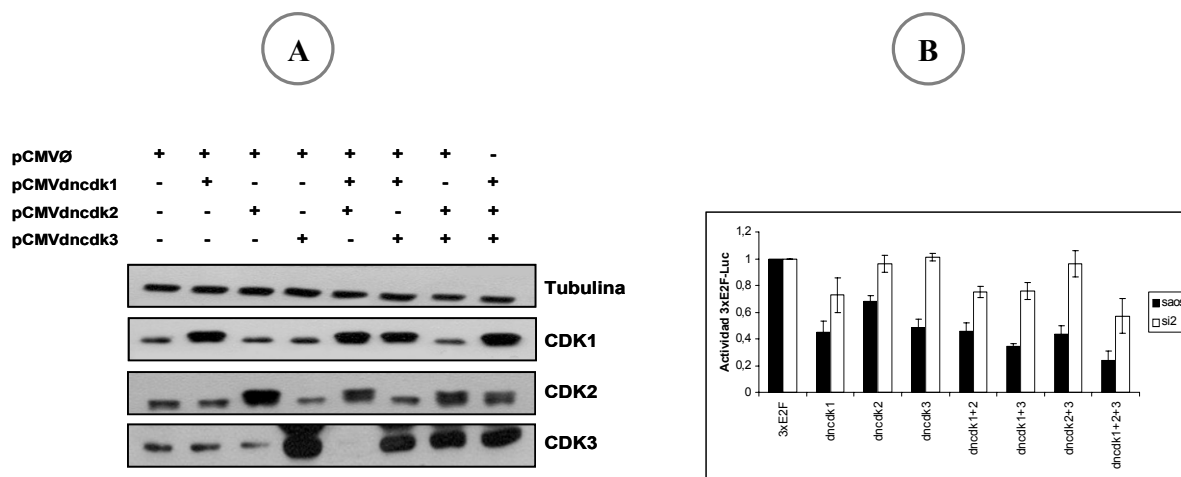 A
B
pCMVØ + + + + + + + -
pCMVdncdk1 - + - - + + - +
pCMVdncdk2 - - + - + - + +
pCMVdncdk3 - - - + - + + +
Tubulina
CDK1
CDK2
CDK3
Actividad 3xE2F-Luc
1,2
1
0,8
0,6
0,4
0,2
0
3xE2F
dncdk1
dncdk2
dncdk3
dncdk1+2
dncdk1+3
dncdk2+3
dncdk1+2+3
saos
si2